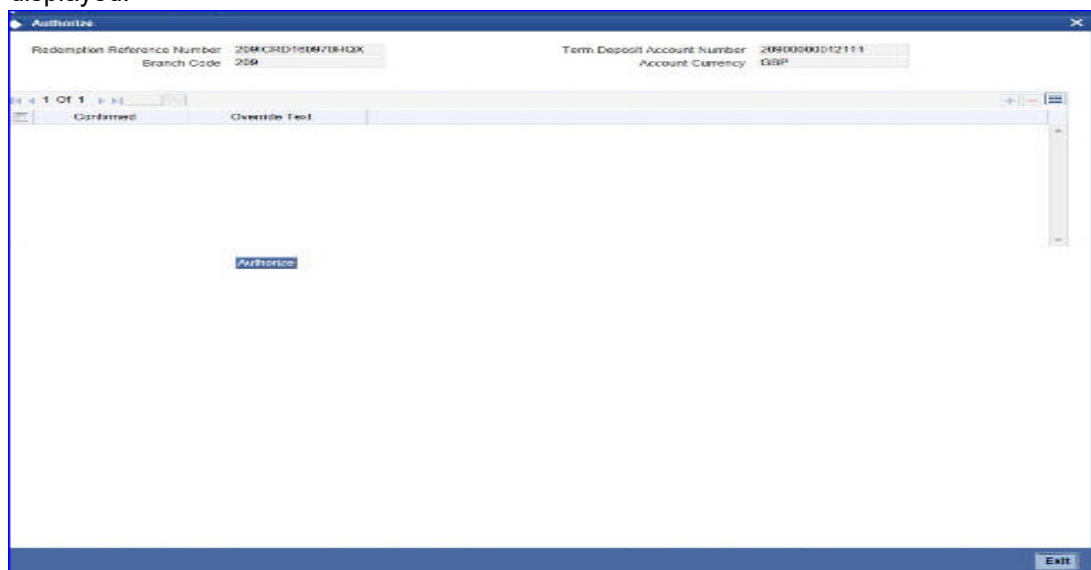 Authorize
Redemption Reference Number
Term Deposit Account Number 20900000012111
Branch Code 209
Account Currency GBP
1 Of 1
Confirmed Override Text
Authorize
Exit